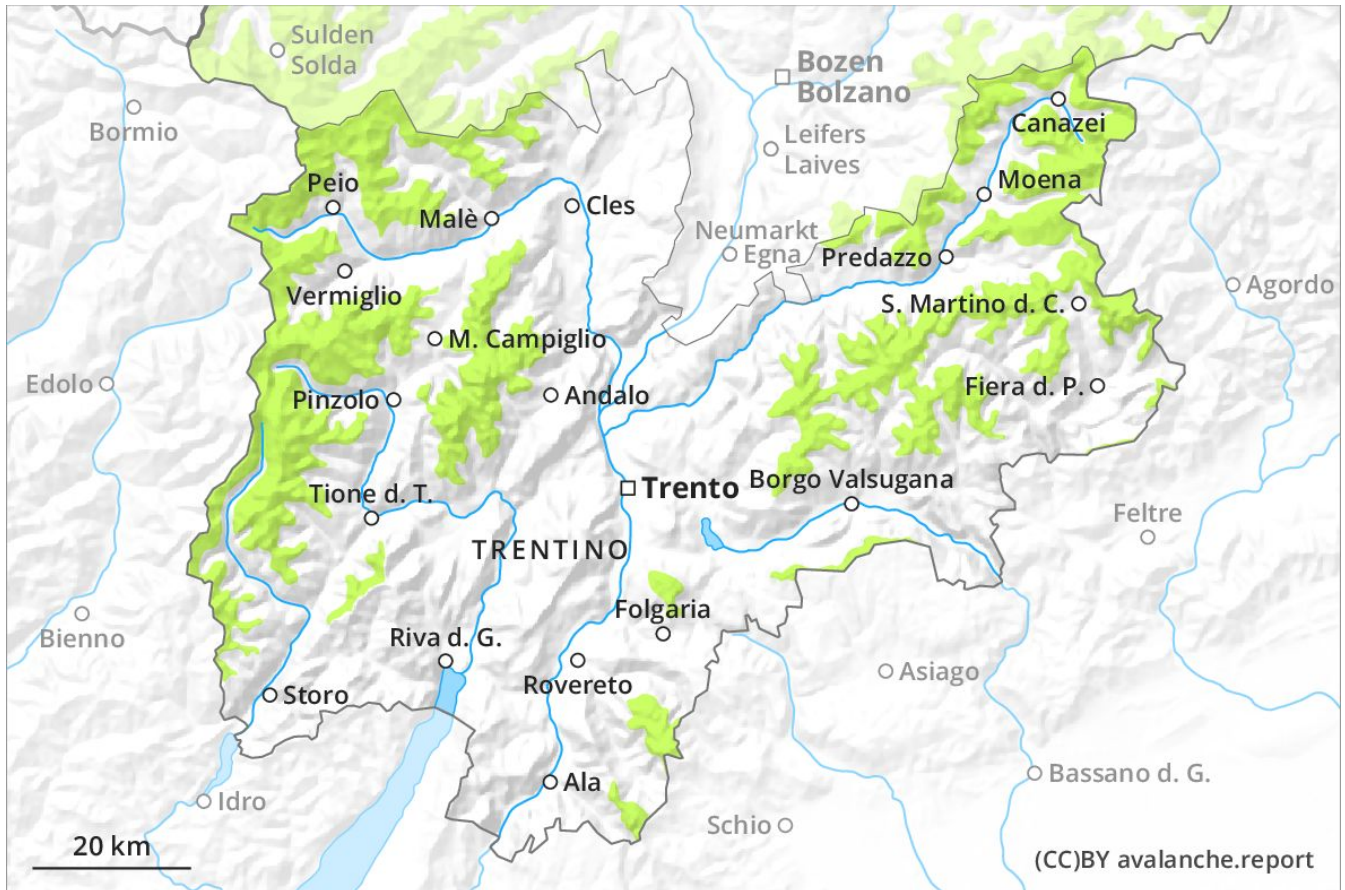 Sulden
Solda
Bozen
Bolzano
Bormio
Canazei
Leifers
Laives
Peio
Moena
Malè
Cles
Neumarkt
Egna
Predazzo
Vermiglio
Agordo
S. Martino d. C.
M. Campiglio
Edolo
Pinzolo
Andalo
Fiera d. P.
Trento
Borgo Valsugana
Tione d. T.
Feltre
TRENTINO
Bienno
Folgaria
Riva d. G.
Asiago
Rovereto
Storo
Bassano d. G.
Ala
Idro
Schio
20 km
(CC)BY avalanche.report